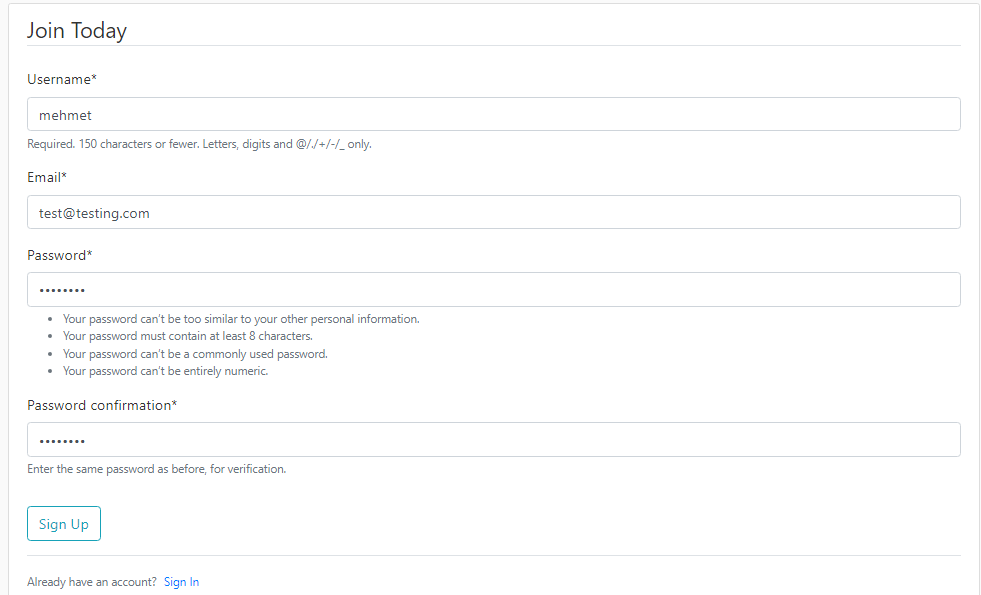 Join Today
Username*
mehmet
Required. 150 characters or fewer. Letters, digits and @/./+/-/_ only.
Email*
test@testing.com
Password*
••••••••
• Your password can't be too similar to your other personal information.
• Your password must contain at least 8 characters.
• Your password can't be a commonly used password.
• Your password can't be entirely numeric.
Password confirmation*
••••••••
Enter the same password as before, for verification.
Sign Up
Already have an account? Sign In